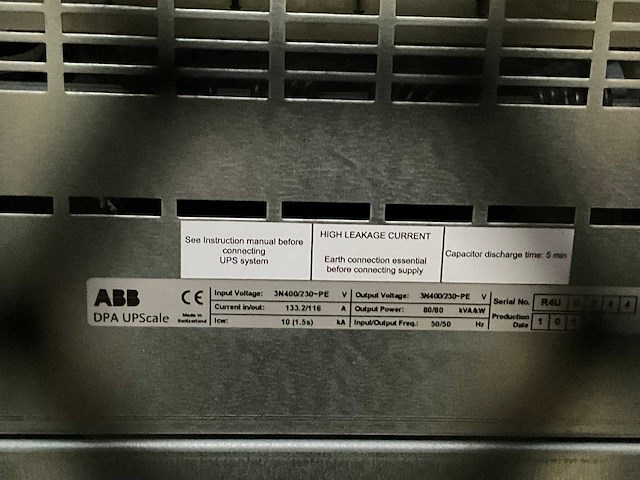 See Instruction manual before
connecting
UPS system
HIGH LEAKAGE CURRENT
Earth connection essential
before connecting supply
Capacitor discharge time: 5 min
ABB
DPA UPScale
CE
Made in
Switzerland
Input Voltage: 3N400/230~PE V
Current in/out: 133.2/116 A
Icw: 10 (1.5s) kA
Output Voltage: 3N400/230~PE V
Output Power: 80/80 kVA/kW
Input/Output Freq.: 50/50 Hz
Serial No. R4U
Production
Date 1 0